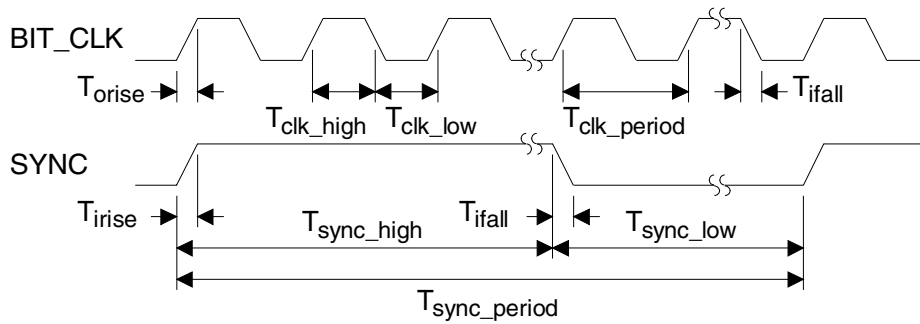 BIT_CLK
T_orise
T_clk_high
T_clk_low
T_clk_period
T_ifall
SYNC
T_irise
T_sync_high
T_ifall
T_sync_low
T_sync_period